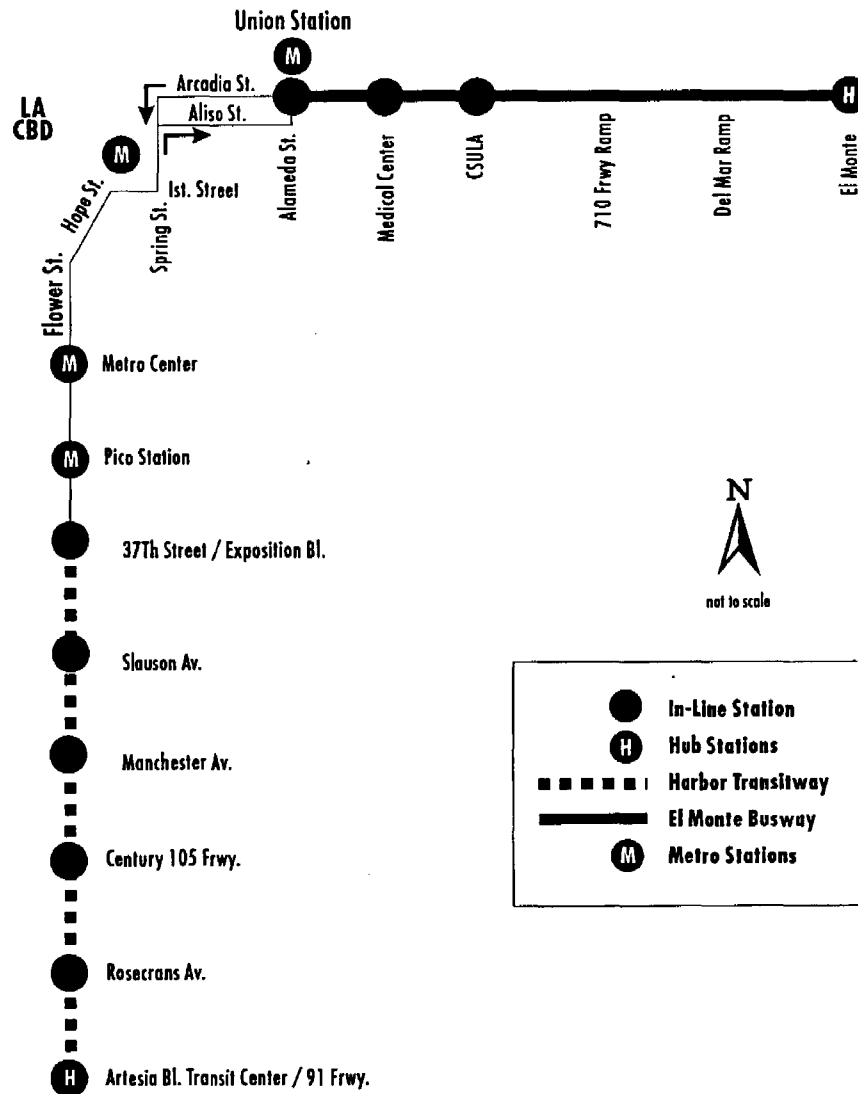 Union Station
M
Arcadia St.
LA
CBD
Aliso St.
H
M
Hope St.
1st. Street
Spring St.
Alameda St.
Medical Center
CSULA
710 Frwy Ramp
Del Mar Ramp
El Monte
Flower St.
M Metro Center
M Pico Station
N
not to scale
37Th Street / Exposition Bl.
Slauson Av.
Manchester Av.
Century 105 Frwy.
Rosecrans Av.
H Artesia Bl. Transit Center / 91 Frwy.
In-Line Station
H Hub Stations
Harbor Transitway
El Monte Busway
M Metro Stations